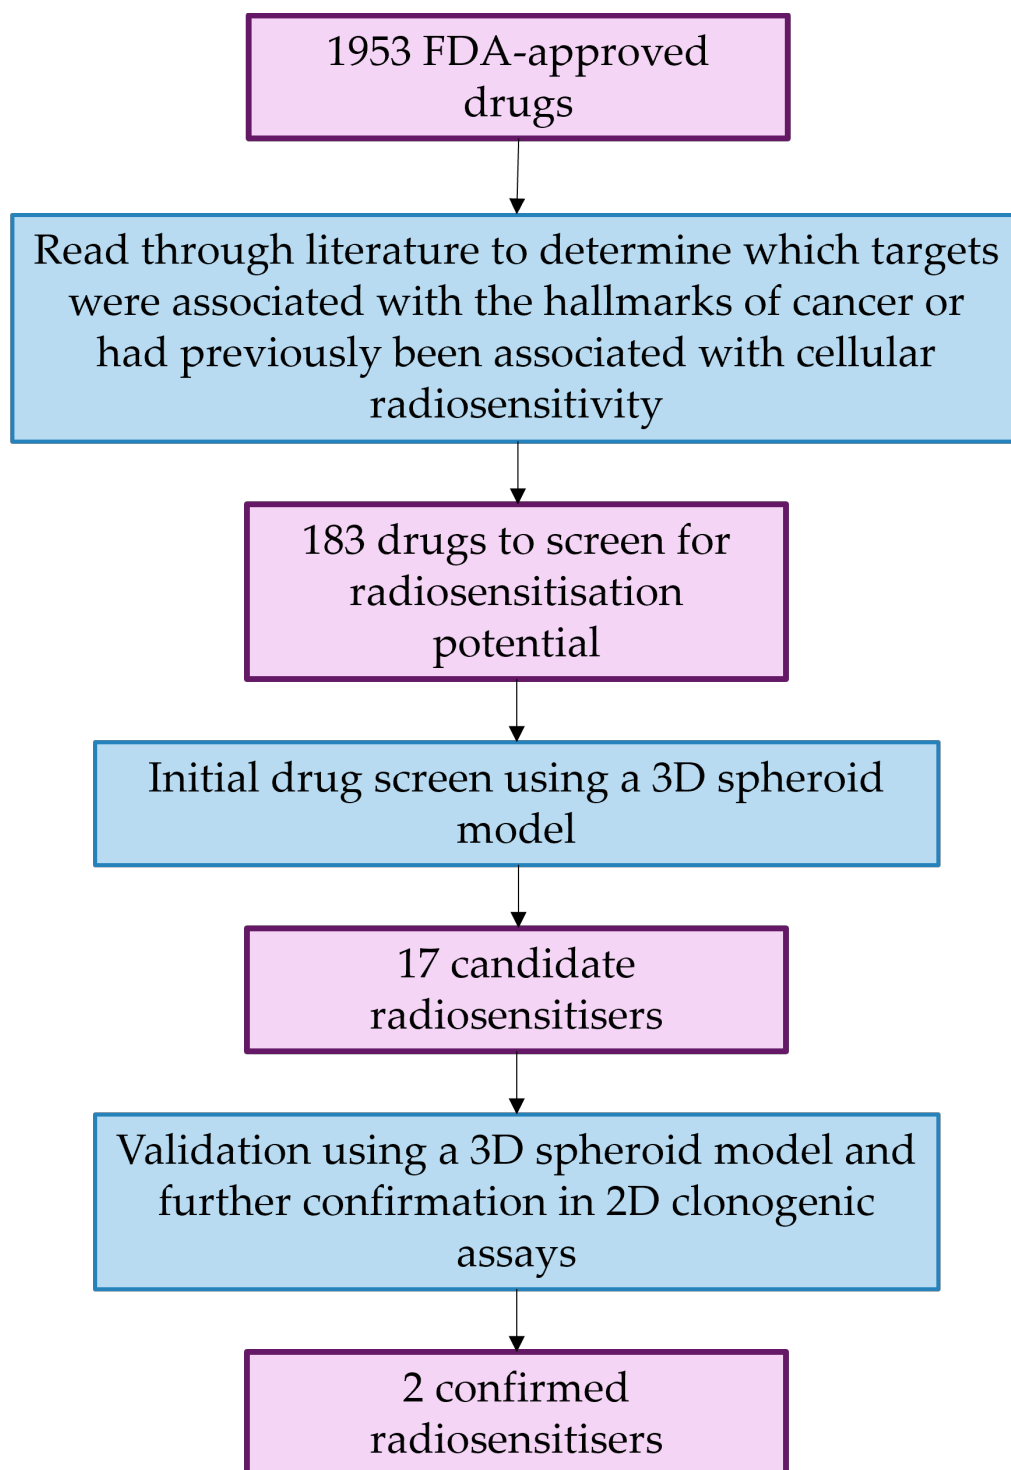 1953 FDA-approved
drugs
Read through literature to determine which targets
were associated with the hallmarks of cancer or
had previously been associated with cellular
radiosensitivity
183 drugs to screen for
radiosensitisation
potential
Initial drug screen using a 3D spheroid
model
17 candidate
radiosensitisers
Validation using a 3D spheroid model and
further confirmation in 2D clonogenic
assays
2 confirmed
radiosensitisers